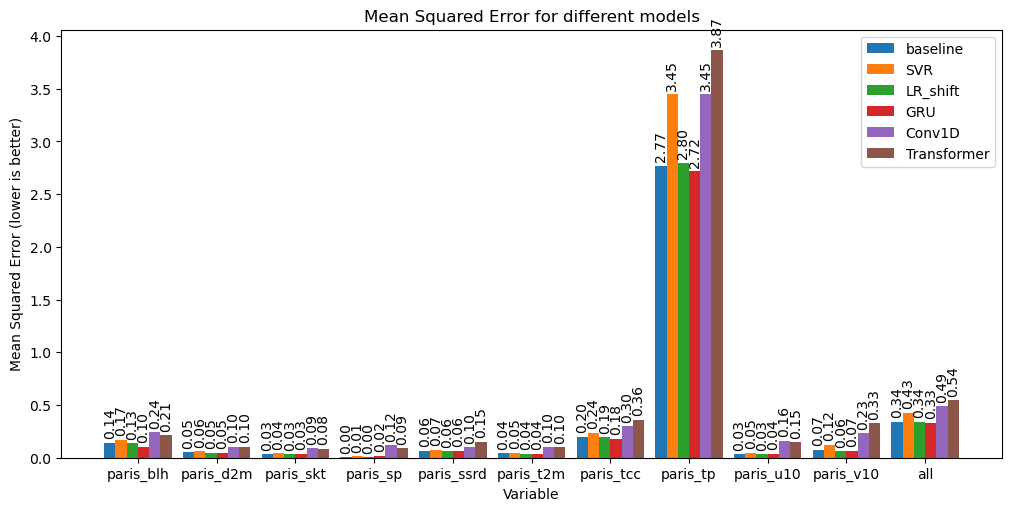 Mean Squared Error for different models
Mean Squared Error (lower is better)
4.0
3.5
3.0
2.5
2.0
1.5
1.0
0.5
0.0
baseline
SVR
LR_shift
GRU
Conv1D
Transformer
0.14 0.17 0.13 0.10 0.24 0.21
0.05 0.06 0.05 0.05 0.10 0.10
0.03 0.04 0.03 0.03 0.09 0.08
0.00 0.01 0.00 0.02 0.12 0.09
0.06 0.07 0.06 0.06 0.10 0.15
0.04 0.05 0.04 0.04 0.10 0.10
0.20 0.24 0.19 0.18 0.30 0.36
2.77 3.45 2.80 2.72 3.45 3.87
0.03 0.05 0.03 0.04 0.16 0.15
0.07 0.12 0.06 0.07 0.23 0.33
0.34 0.43 0.34 0.33 0.49 0.54
paris_blh paris_d2m paris_skt paris_sp paris_ssrd paris_t2m paris_tcc paris_tp paris_u10 paris_v10 all
Variable